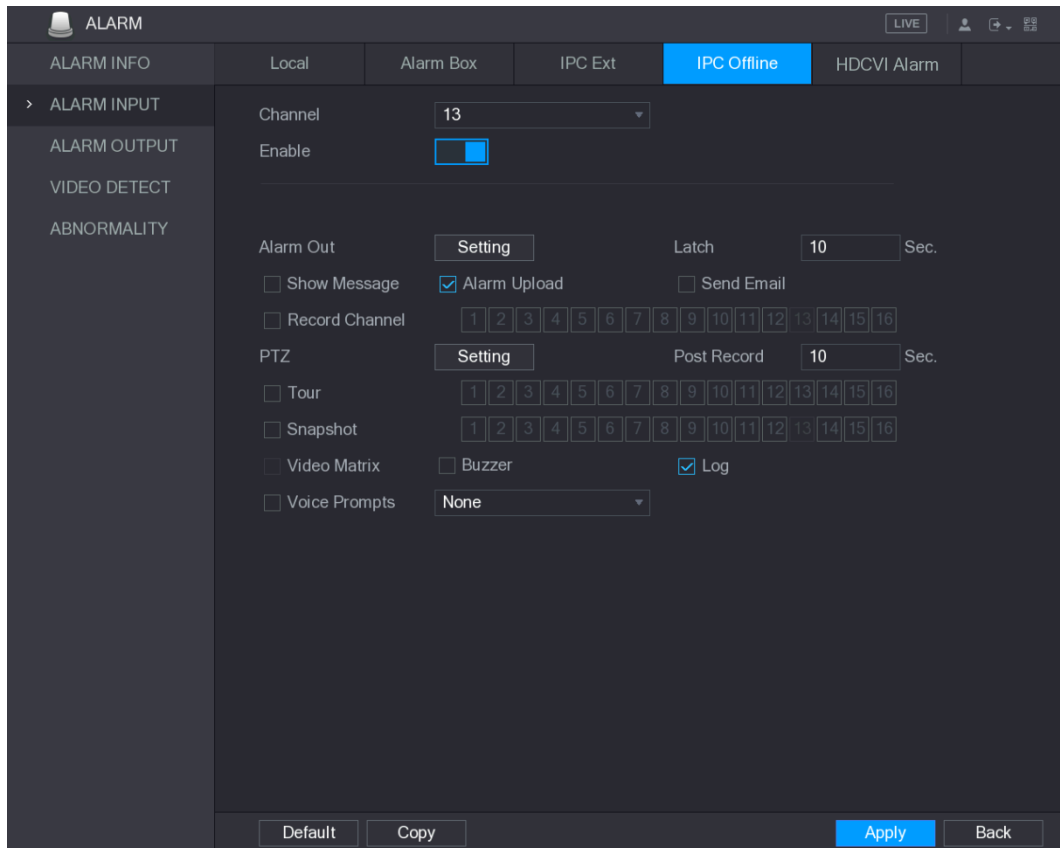 ALARM LIVE
ALARM INFO
ALARM INPUT
ALARM OUTPUT
VIDEO DETECT
ABNORMALITY
Local Alarm Box IPC Ext IPC Offline HDCVI Alarm
Channel 13
Enable
Alarm Out Setting Latch 10 Sec.
Show Message Alarm Upload Send Email
Record Channel 1 2 3 4 5 6 7 8 9 10 11 12 13 14 15 16
PTZ Setting Post Record 10 Sec.
Tour 1 2 3 4 5 6 7 8 9 10 11 12 13 14 15 16
Snapshot 1 2 3 4 5 6 7 8 9 10 11 12 13 14 15 16
Video Matrix Buzzer Log
Voice Prompts None
Default Copy Apply Back